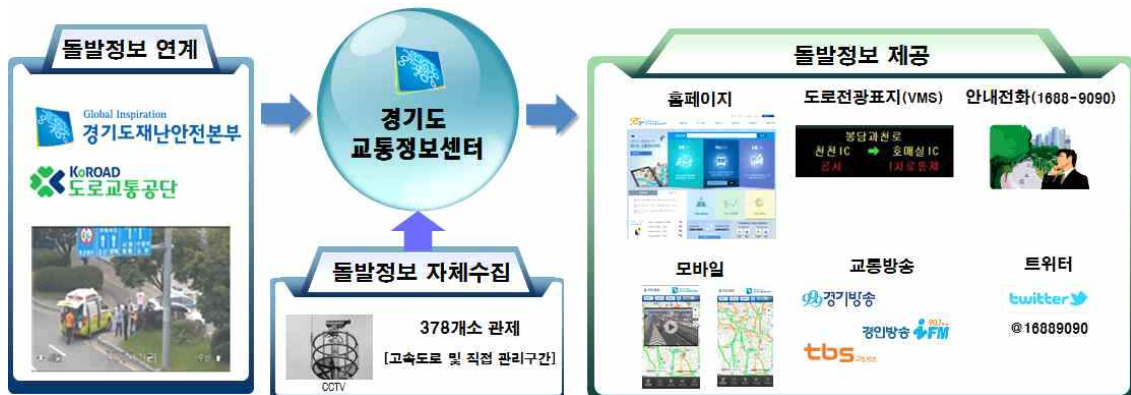 돌발정보 연계
Global Inspiration
경기도재난안전본부
KoROAD
도로교통공단
경기도
교통정보센터
돌발정보 자체수집
378개소 관제
[고속도로 및 직접 관리구간]
CCTV
돌발정보 제공
홈페이지
도로전광표지(VMS)
봉담과천로
천천IC → 호매실IC
공사 1차로통제
안내전화(1688-9090)
모바일
교통방송
경기방송
경인방송 iFM
90.7
tbs
트위터
twitter
@16889090